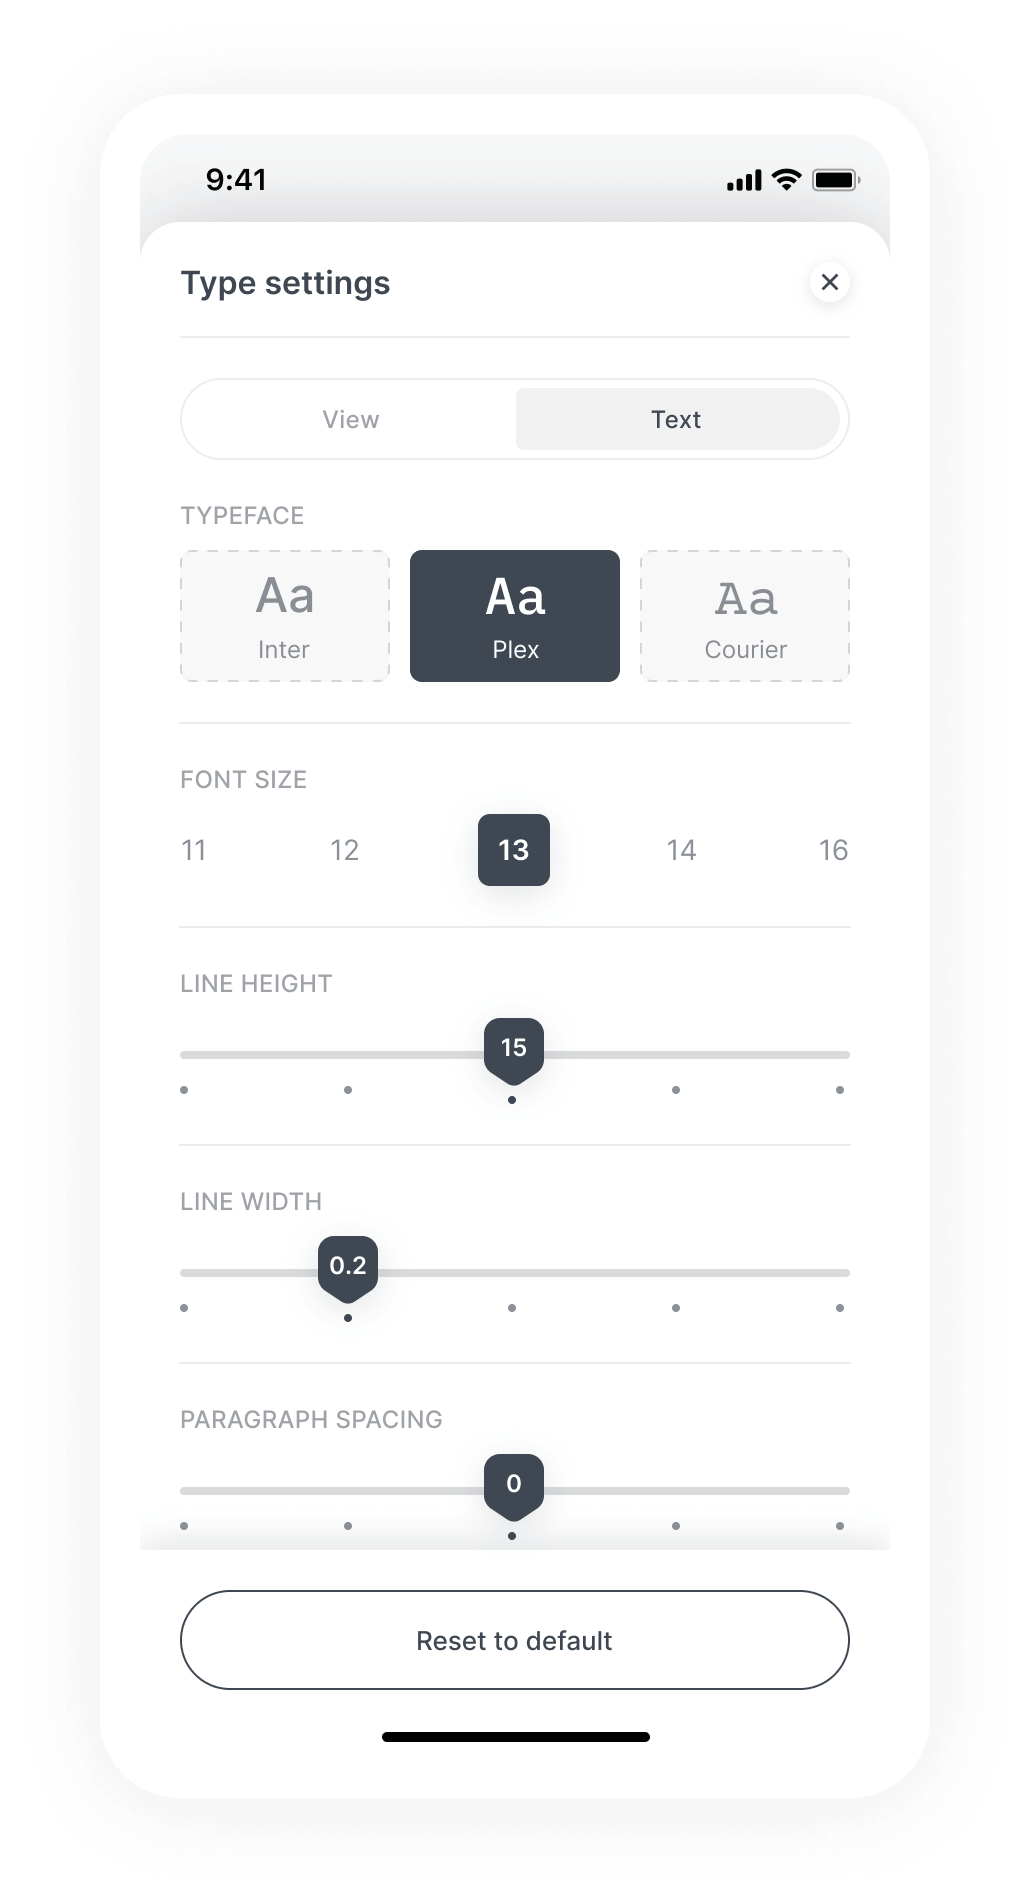 9:41
Type settings
View Text
TYPEFACE
Aa Aa Aa
Inter Plex Courier
FONT SIZE
11 12 13 14 16
LINE HEIGHT
15
LINE WIDTH
0.2
PARAGRAPH SPACING
0
Reset to default